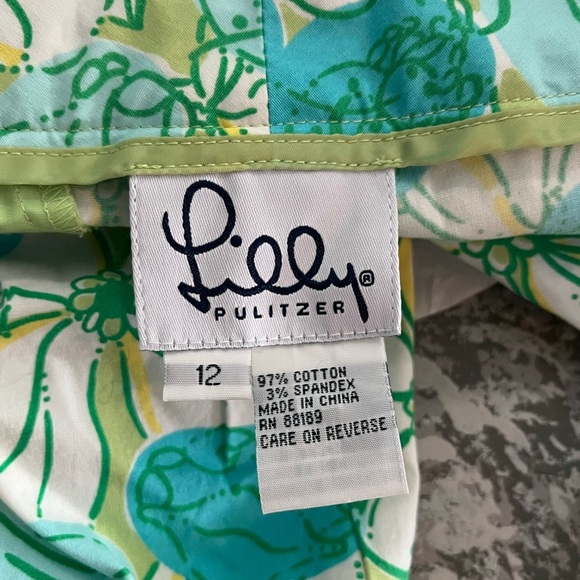 Lilly®
PULITZER
12
97% COTTON
3% SPANDEX
MADE IN CHINA
RN 88189
CARE ON REVERSE